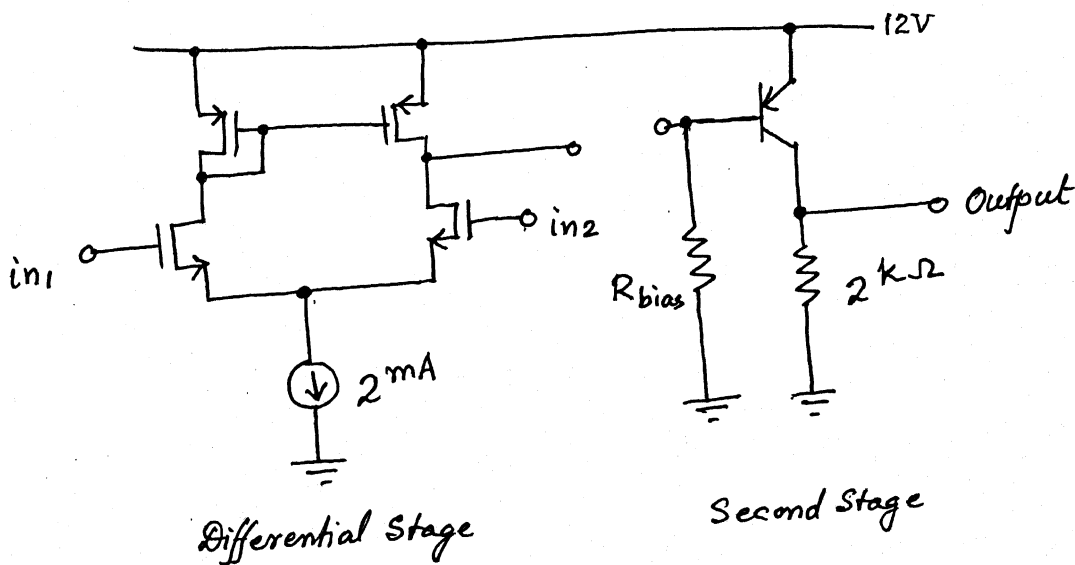 12V
in1
in2
2 mA
Rbias
2 kΩ
Output
Differential Stage
Second Stage